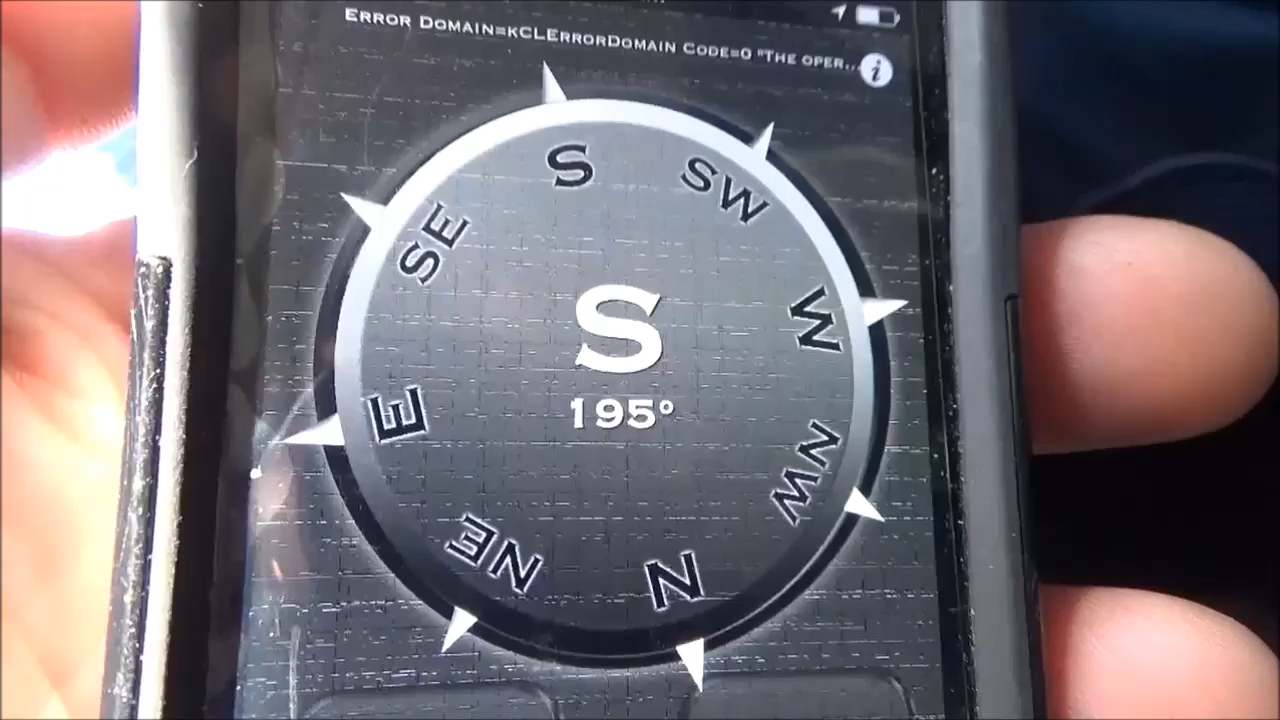 ERROR DOMAIN=KCLERRORDOMAIN CODE=0 "THE OPER...
i
S
SW
SE
W
S
195°
E
NW
NE
N